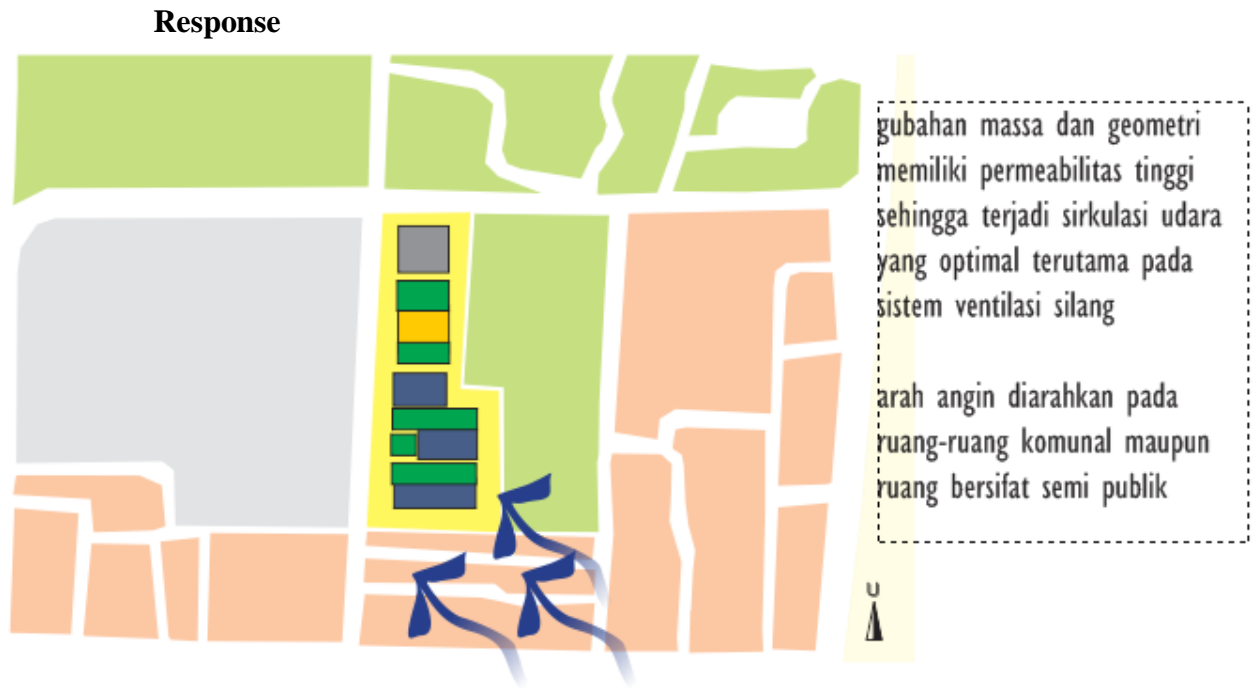 Response
gubahan massa dan geometri
memiliki permeabilitas tinggi
sehingga terjadi sirkulasi udara
yang optimal terutama pada
sistem ventilasi silang
arah angin diarahkan pada
ruang-ruang komunal maupun
ruang bersifat semi publik
U